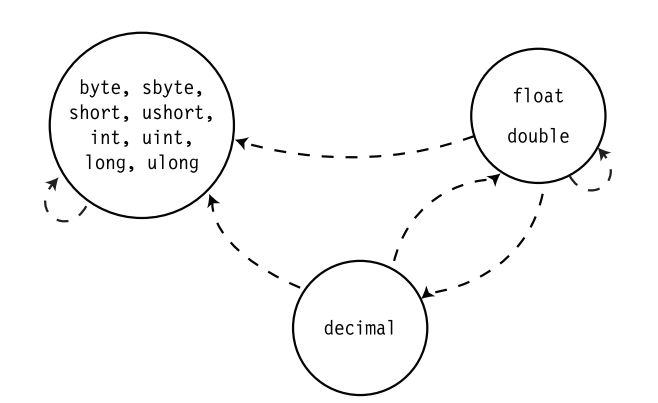 byte, sbyte,
short, ushort,
int, uint,
long, ulong
float
double
decimal